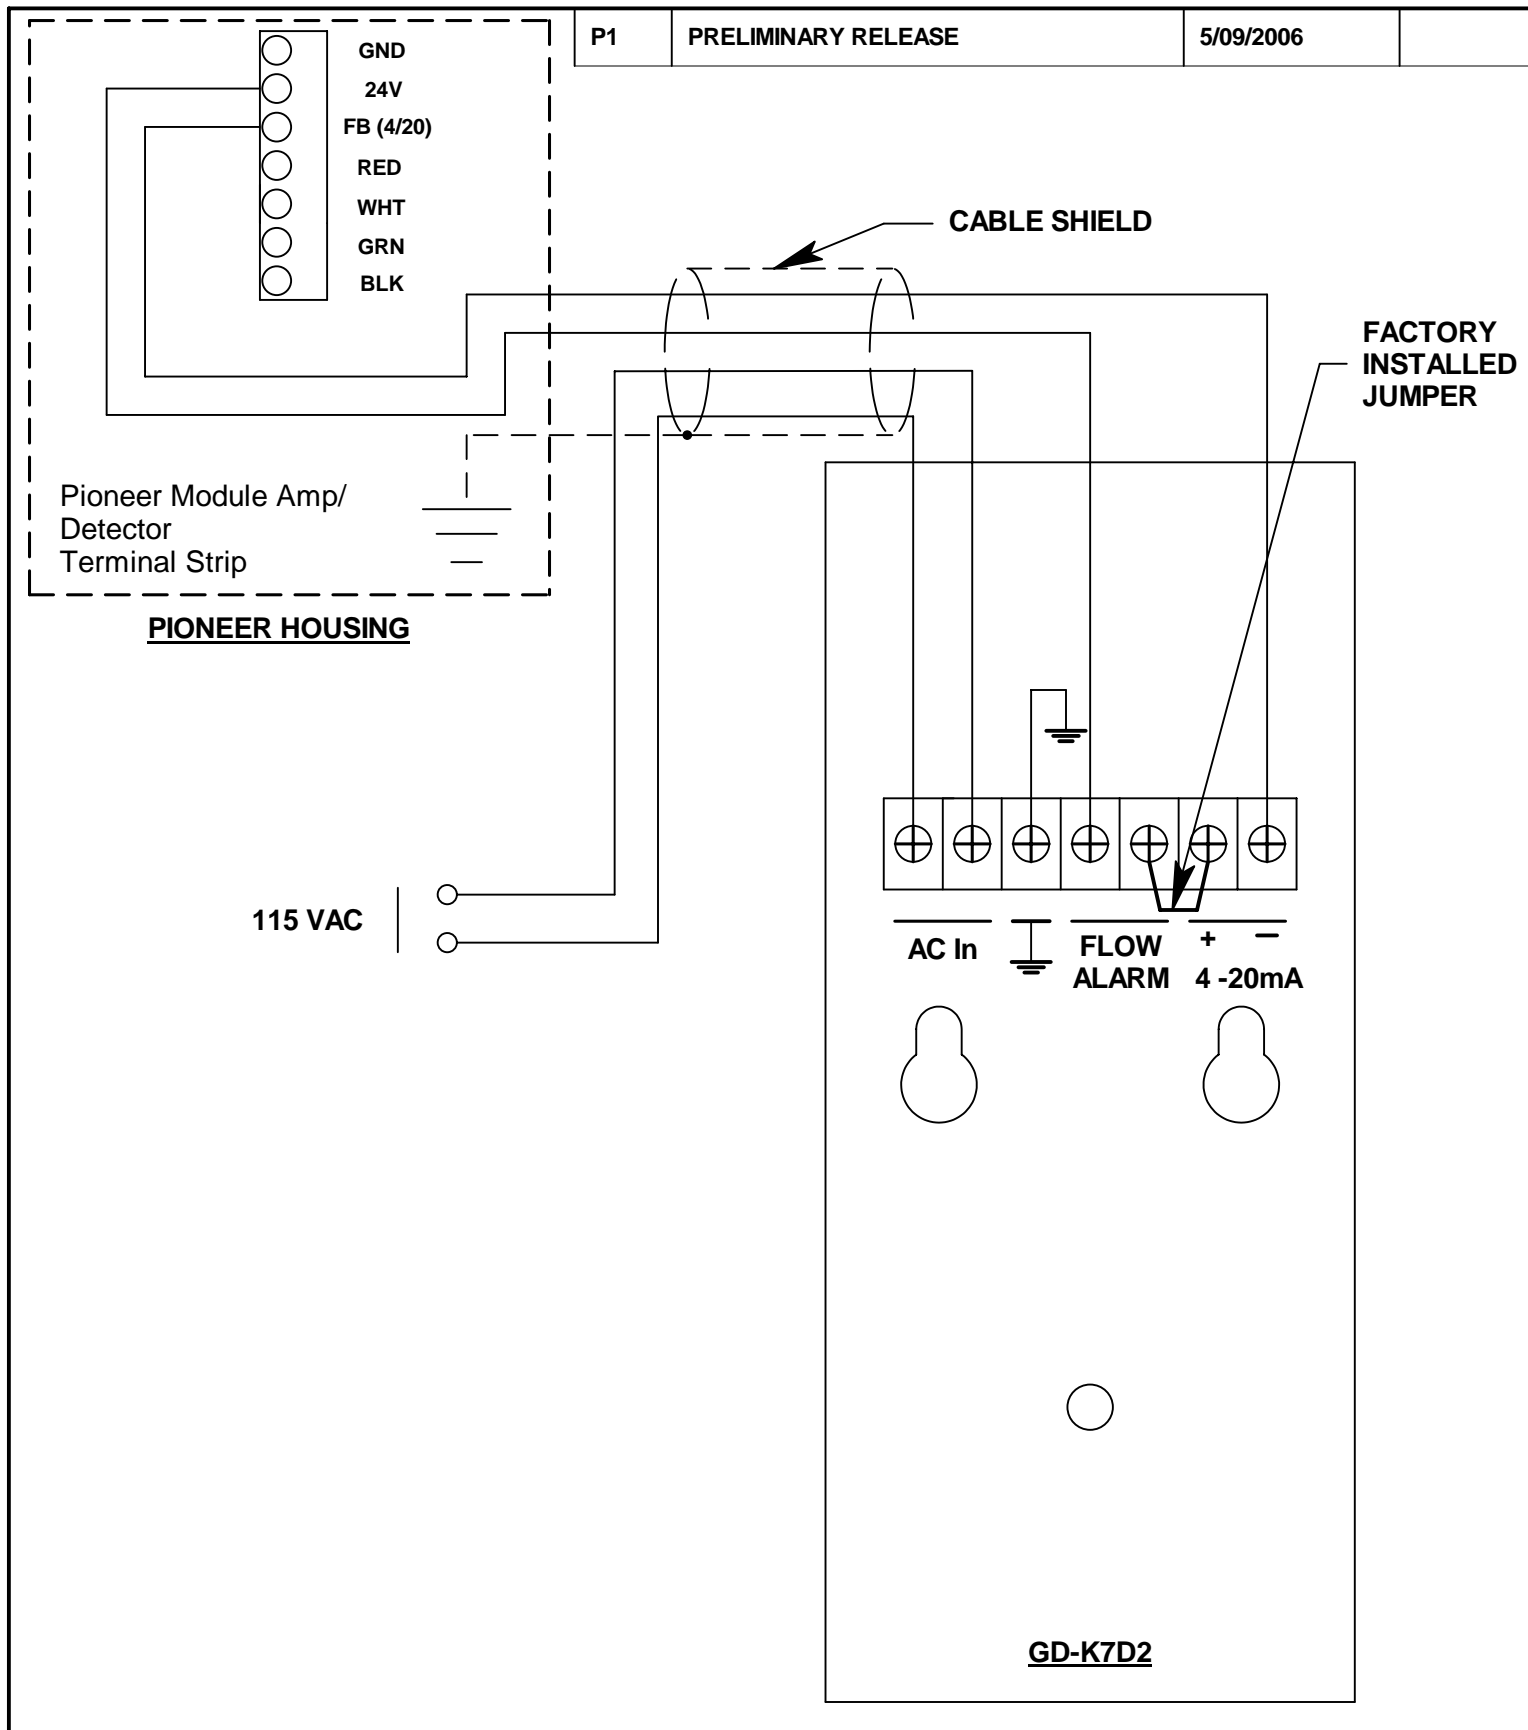 P1 PRELIMINARY RELEASE 5/09/2006
GND
24V
FB (4/20)
RED
WHT
GRN
BLK
CABLE SHIELD
FACTORY
INSTALLED
JUMPER
Pioneer Module Amp/
Detector
Terminal Strip
PIONEER HOUSING
115 VAC
AC In
FLOW
ALARM
+ −
4 -20mA
GD-K7D2